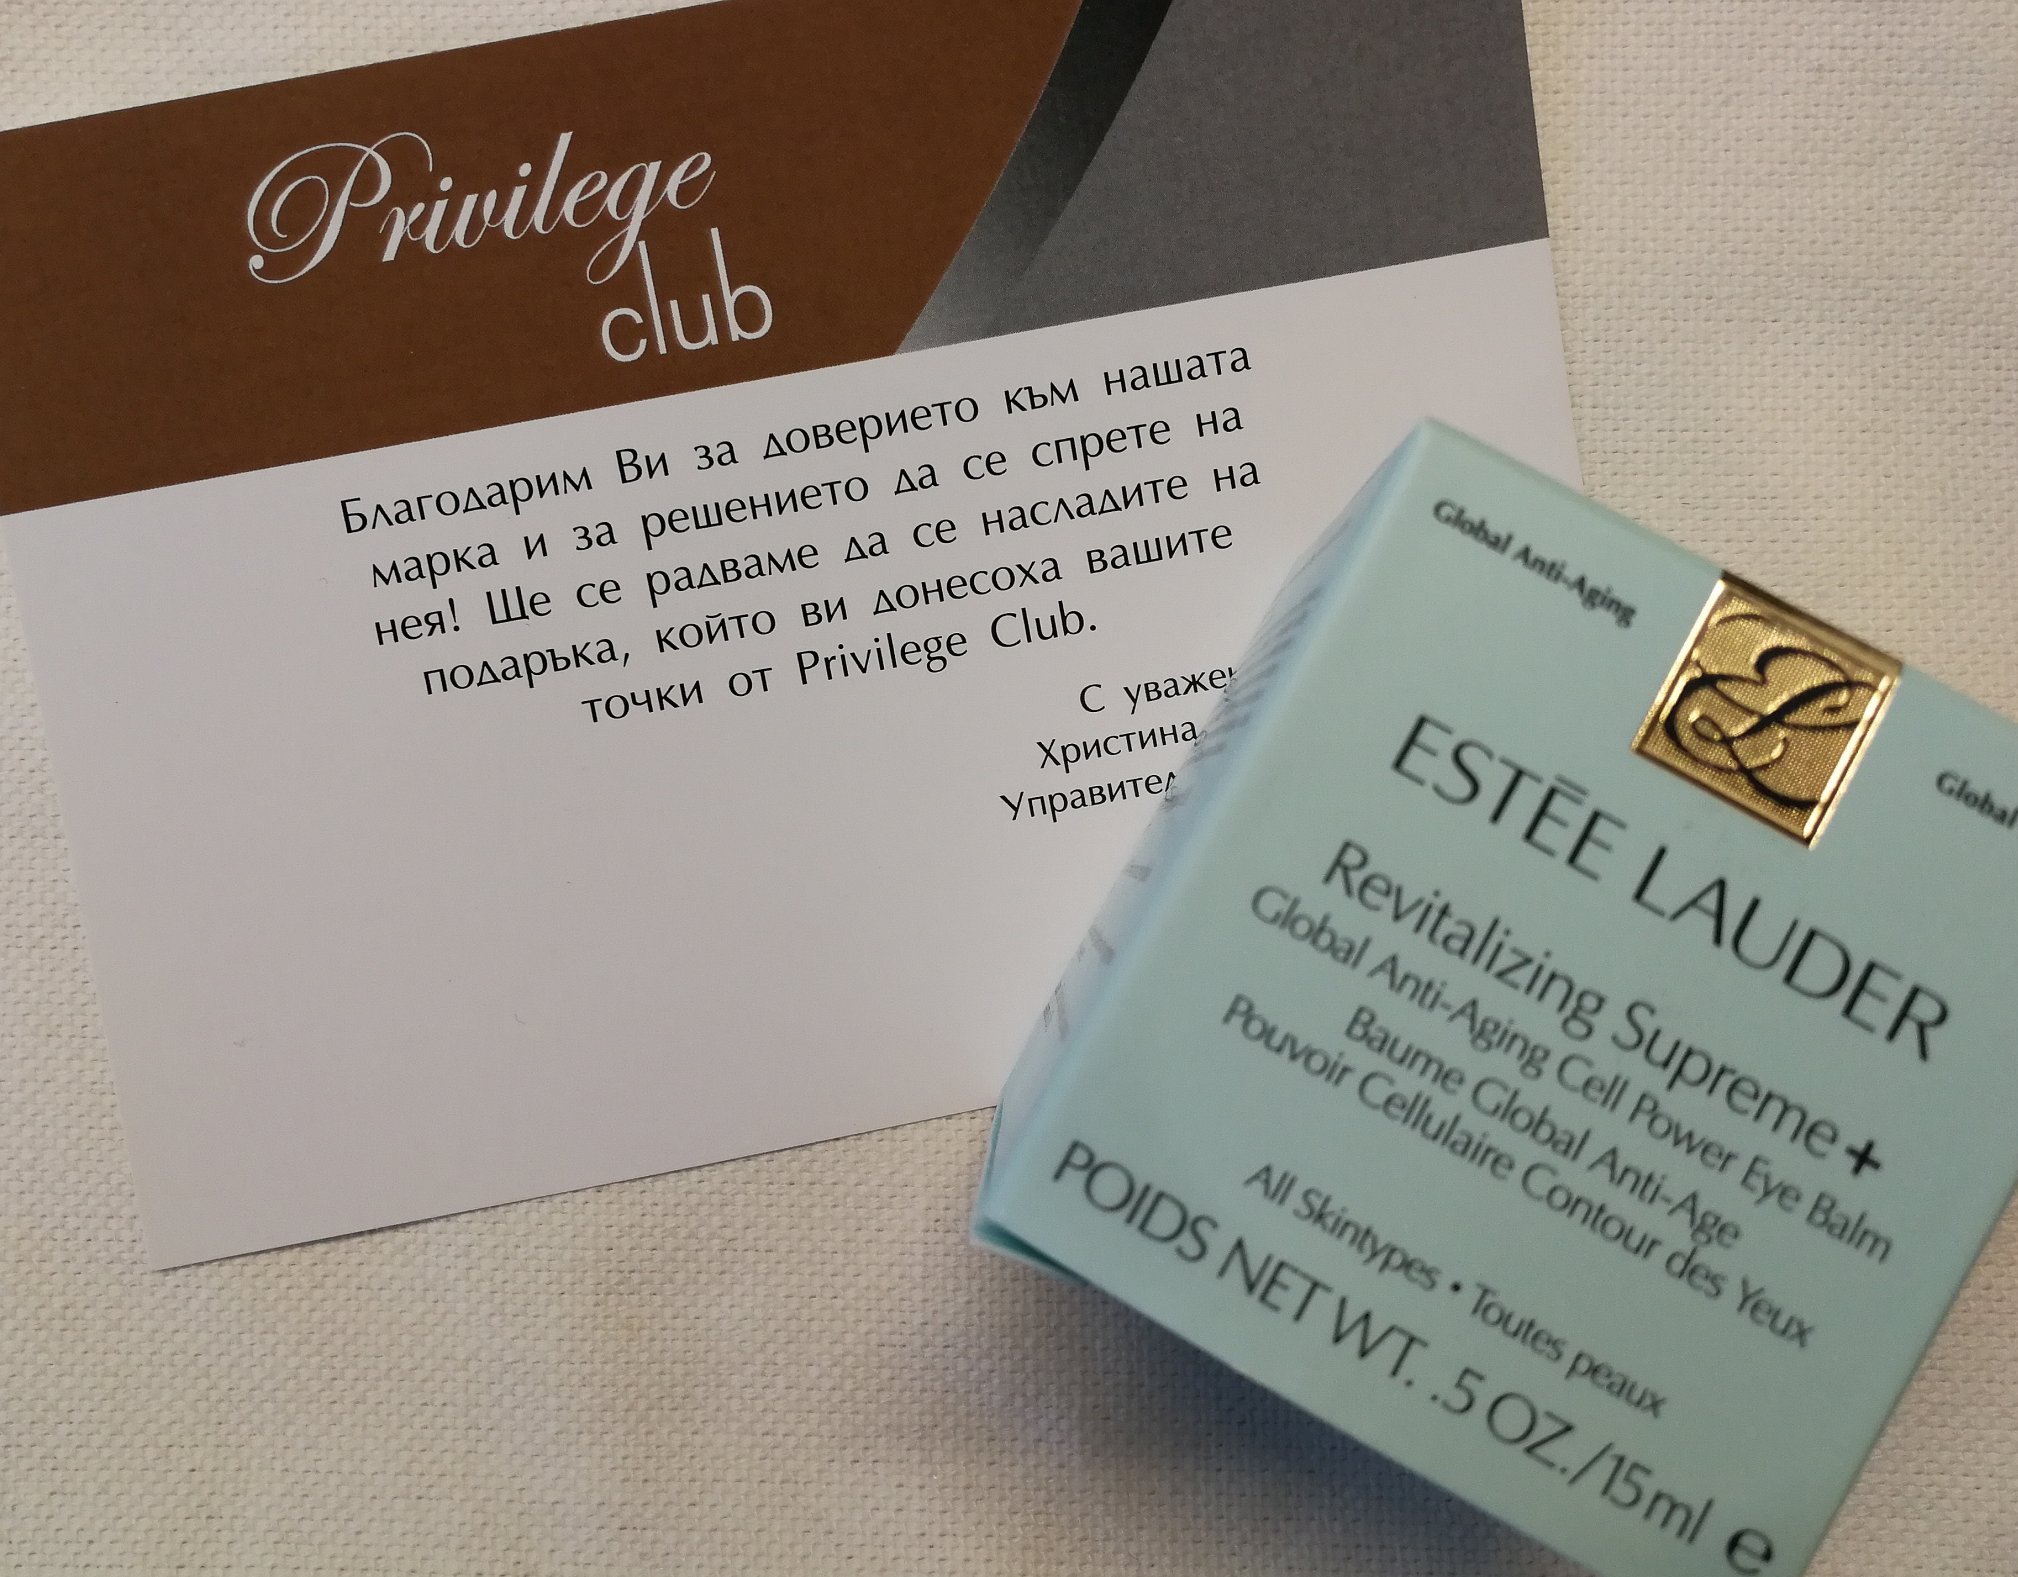 Privilege
club
Благодарим Ви за доверието към нашата
марка и за решението да се спрете на
нея! Ще се радваме да се насладите на
подаръка, който ви донесоха вашите
точки от Privilege Club.
С
Христина
Global Anti-Aging
Global
ESTĒE LAUDER
Revitalizing Supreme +
Global Anti-Aging Cell Power Eye Balm
Baume Global Anti-Age
Pouvoir Cellulaire Contour des Yeux
All Skintypes • Toutes peaux
POIDS NET WT. .5 OZ./15ml e